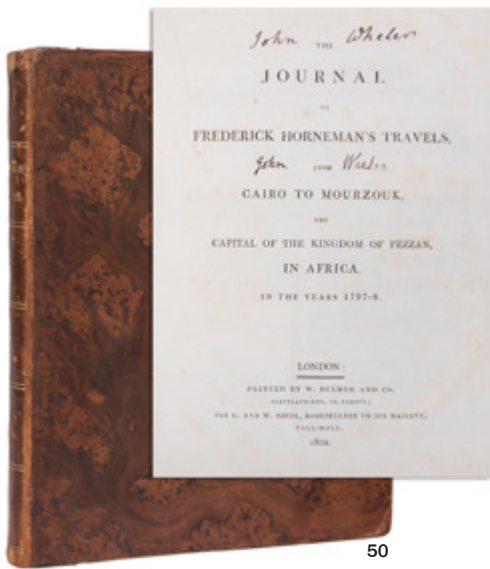 John THE Wheler
JOURNAL
OF
FREDERICK HORNEMAN'S TRAVELS,
John FROM
CAIRO TO MOURZOUK,
THE
CAPITAL OF THE KINGDOM OF FEZZAN,
IN AFRICA.
IN THE YEARS 1797-8.
LONDON:
PRINTED BY W. BULMER AND CO.
CLEVELAND-ROW, ST. JAMES'S;
FOR G. AND W. NICOL, BOOKSELLER TO HIS MAJESTY,
PALL-MALL.
1802.
50